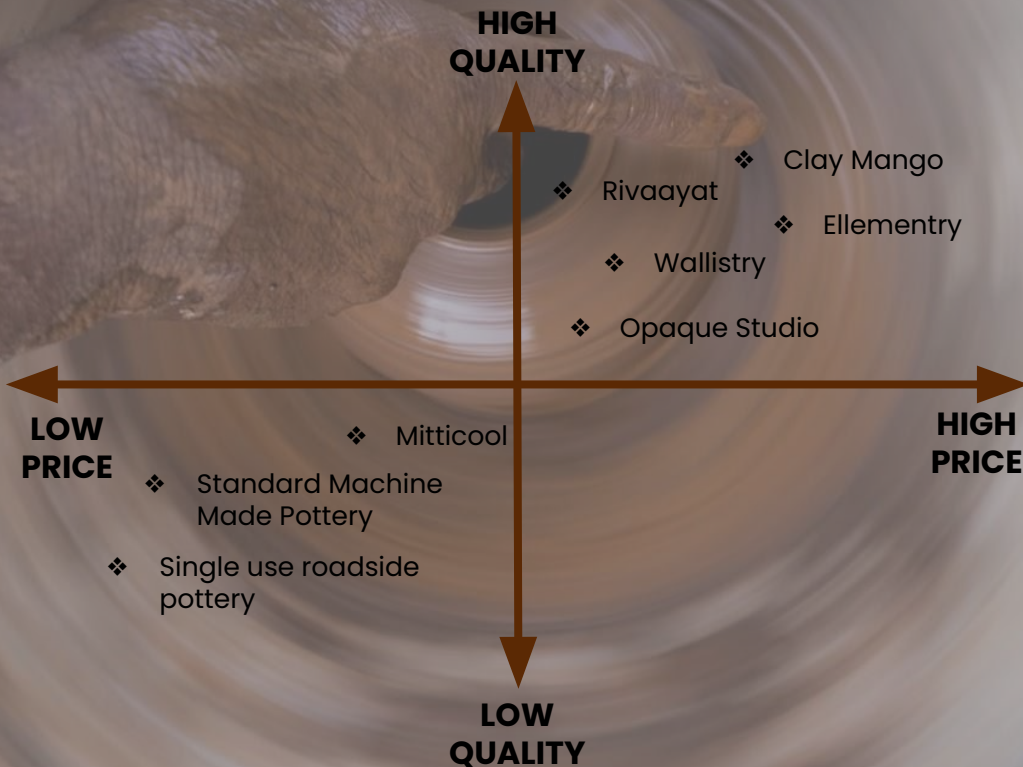 HIGH
QUALITY
❖ Clay Mango
❖ Rivaayat
❖ Ellementry
❖ Wallistry
❖ Opaque Studio
LOW
PRICE
HIGH
PRICE
❖ Mitticool
❖ Standard Machine
Made Pottery
❖ Single use roadside
pottery
LOW
QUALITY